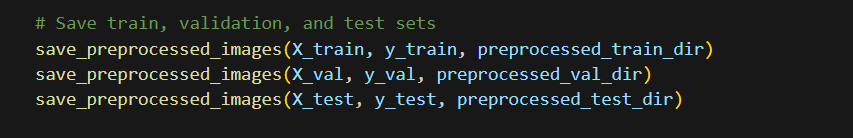 # Save train, validation, and test sets
save_preprocessed_images(X_train, y_train, preprocessed_train_dir)
save_preprocessed_images(X_val, y_val, preprocessed_val_dir)
save_preprocessed_images(X_test, y_test, preprocessed_test_dir)